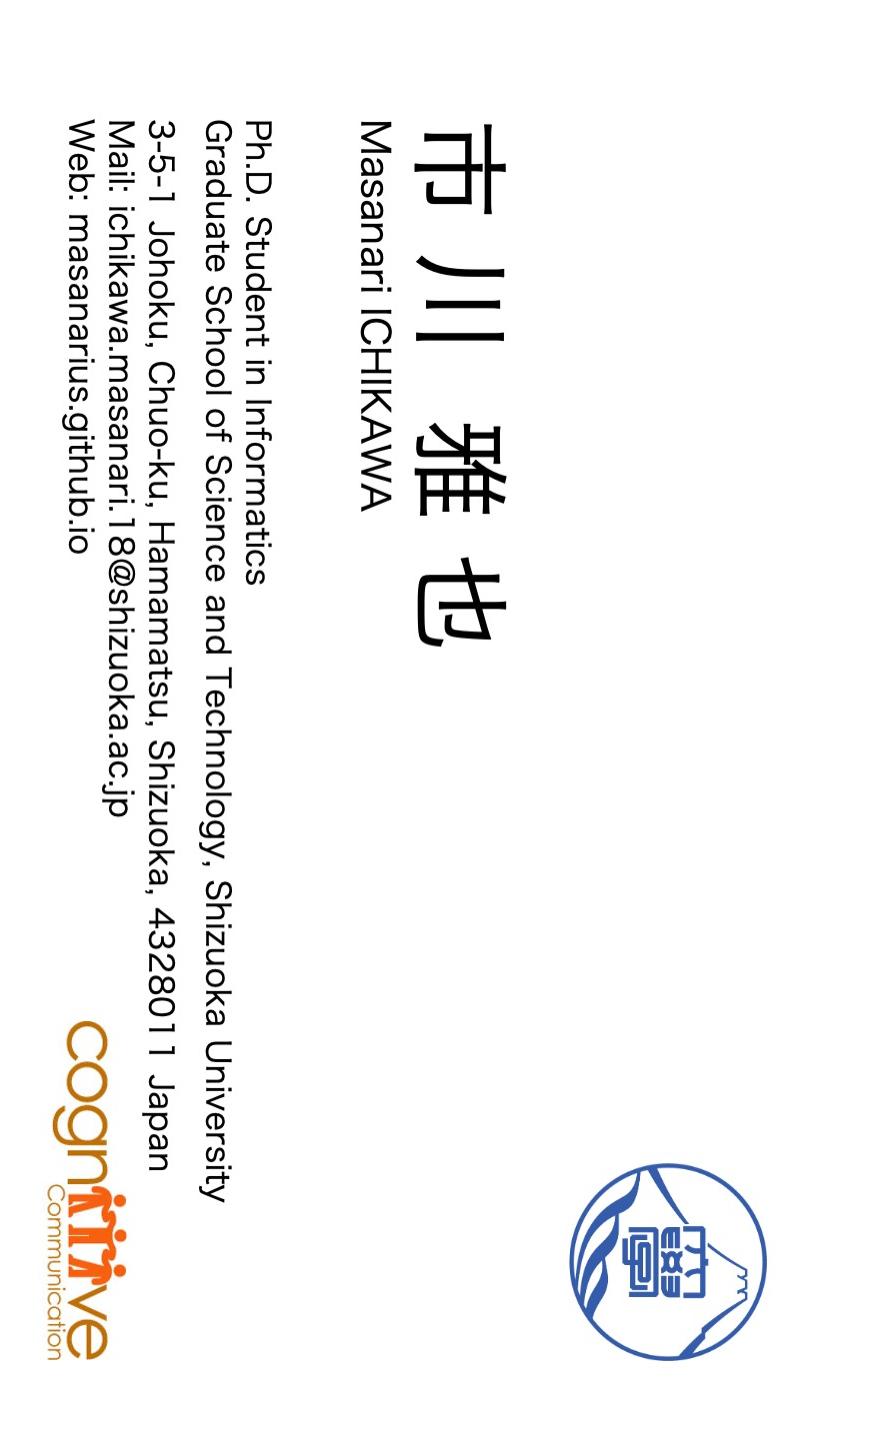 市川 雅也
Masanari ICHIKAWA
Ph.D. Student in Informatics
Graduate School of Science and Technology, Shizuoka University
3-5-1 Johoku, Chuo-ku, Hamamatsu, Shizuoka, 4328011 Japan
Mail: ichikawa.masanari.18@shizuoka.ac.jp
Web: masanarius.github.io
大學
cognitive
Communication